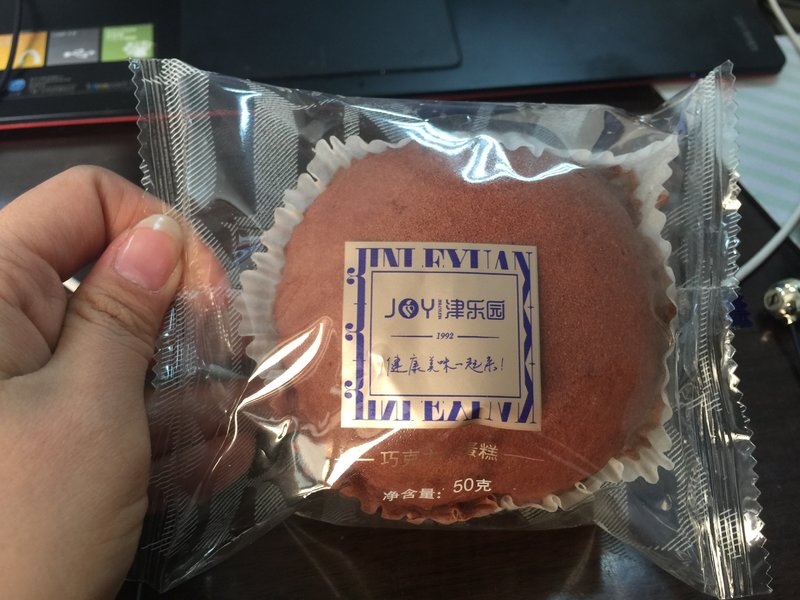 JINLEYUAN
JOY 津乐园
1992
健康美味一起来!
JINLEYUAN
巧克 蛋糕
净含量: 50克